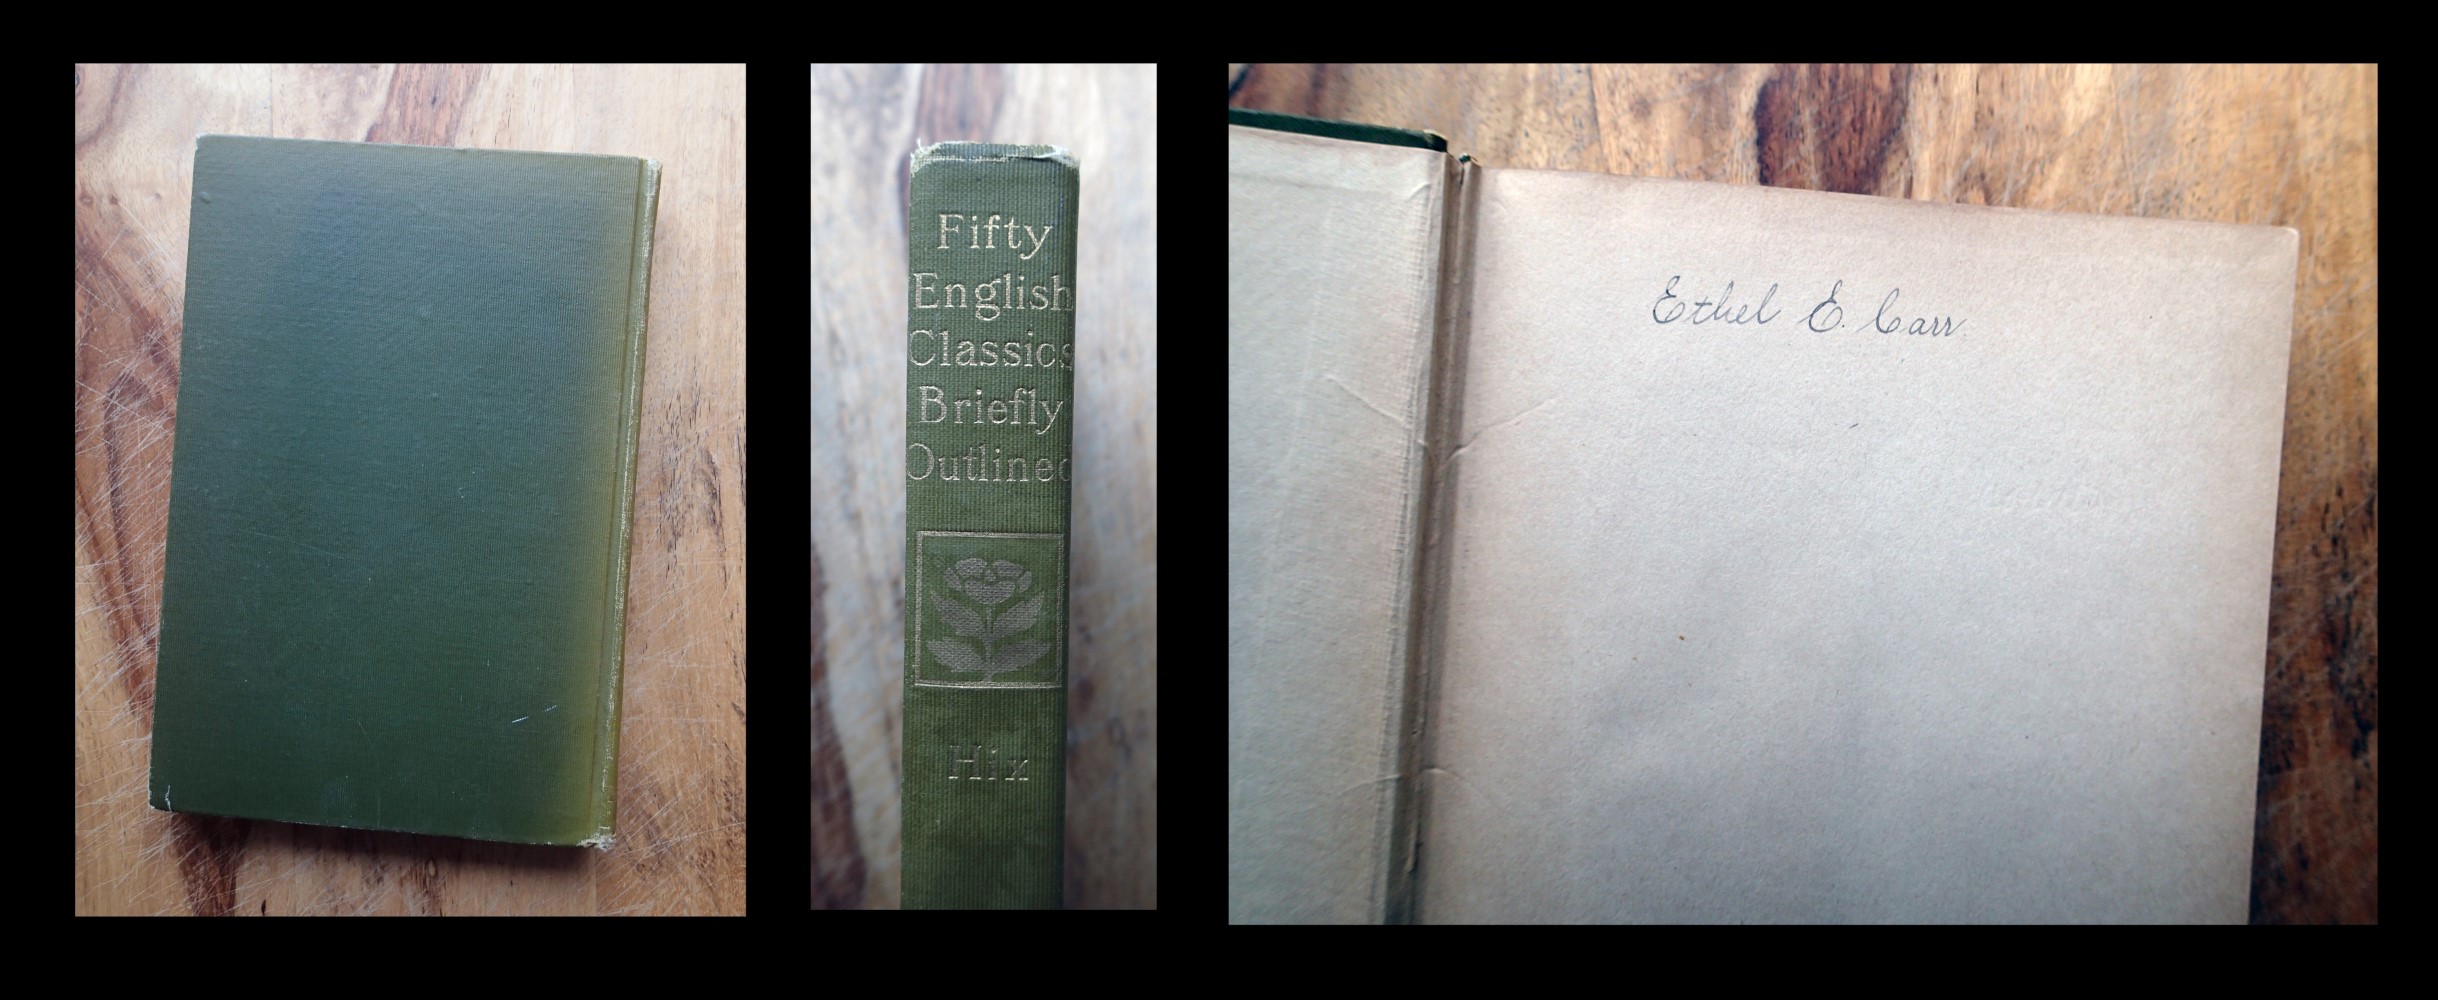 Fifty
English
Classics
Briefly
Outlined
Hix
Ethel E. Carr